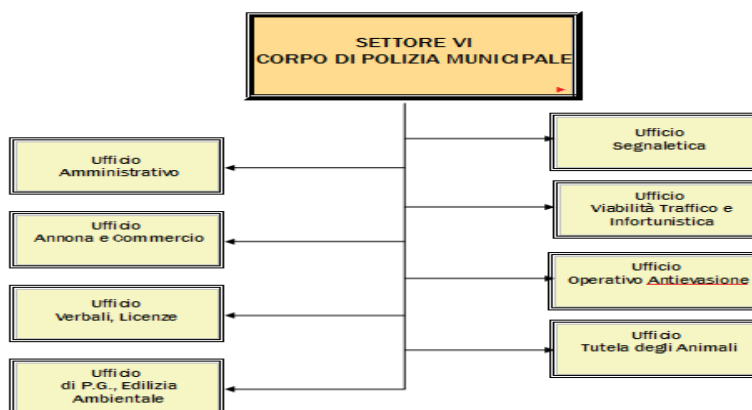 SETTORE VI
CORPO DI POLIZIA MUNICIPALE
Ufficio
Amministrativo
Ufficio
Annona e Commercio
Ufficio
Verbali, Licenze
Ufficio
di P.G., Edilizia
Ambientale
Ufficio
Segnaletica
Ufficio
Viabilità Traffico e
Infortunistica
Ufficio
Operativo Antievasione
Ufficio
Tutela degli Animali